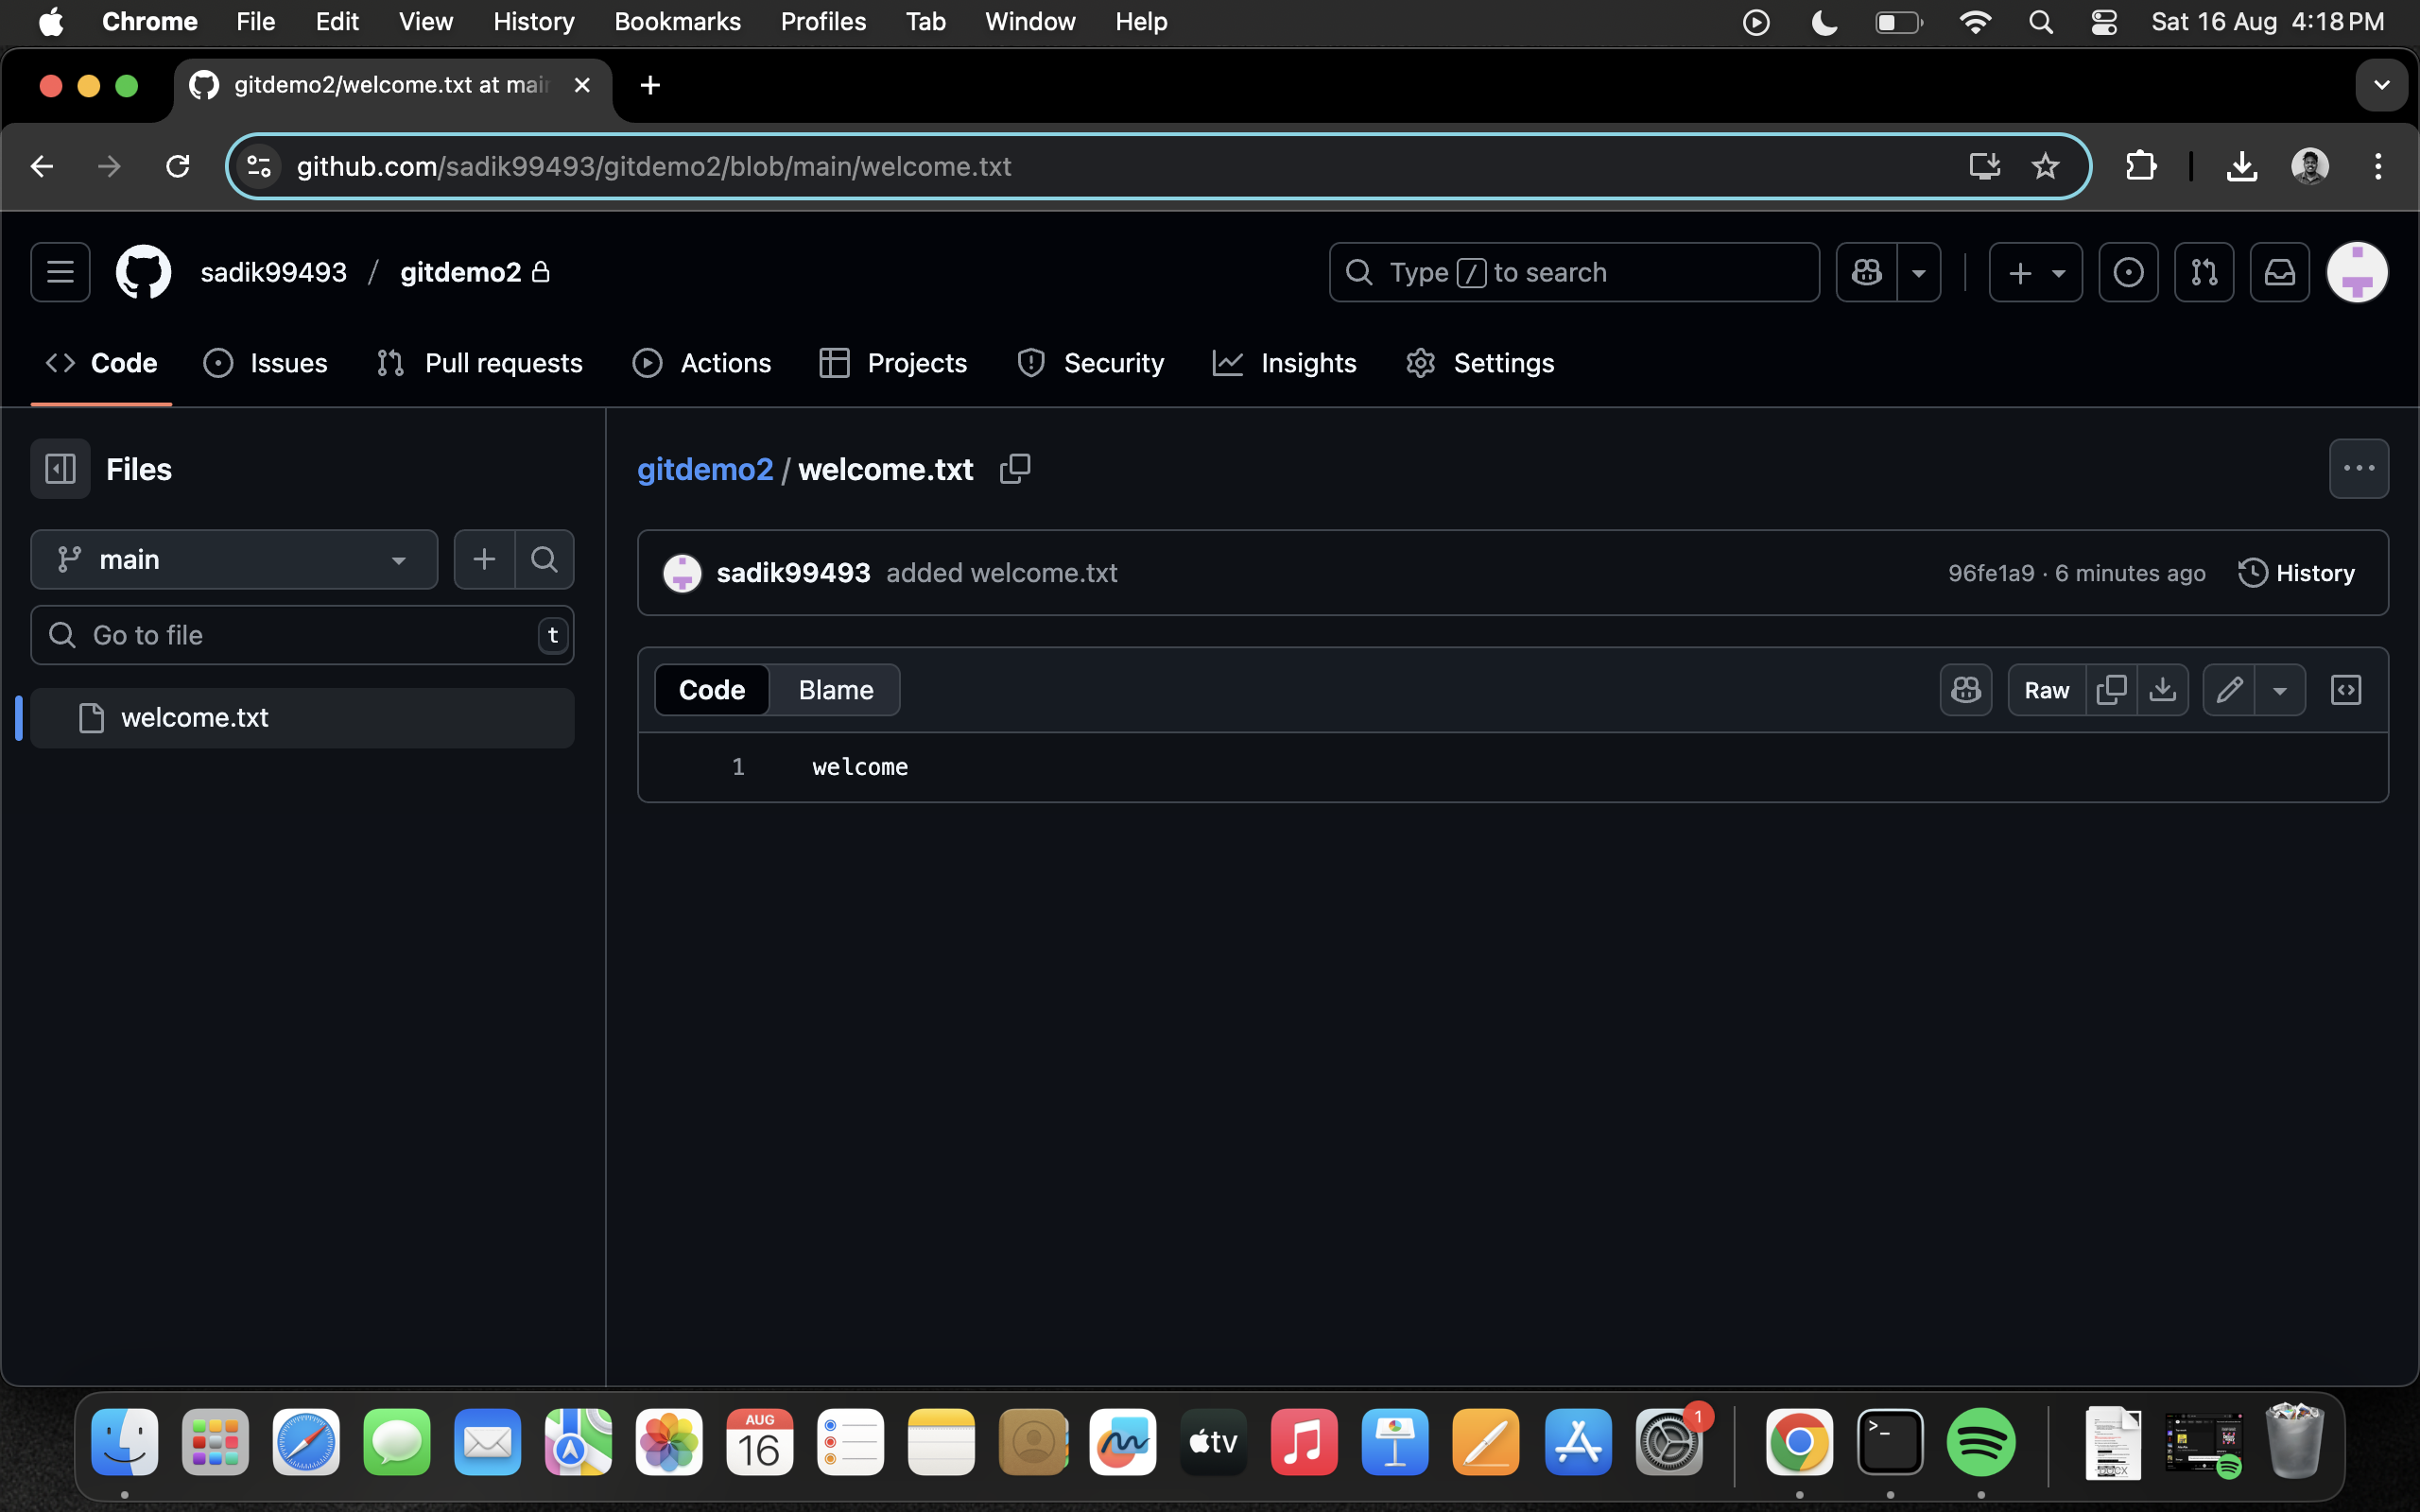 Chrome File Edit View History Bookmarks Profiles Tab Window Help Sat 16 Aug 4:18 PM
gitdemo2/welcome.txt at main
github.com/sadik99493/gitdemo2/blob/main/welcome.txt
sadik99493 / gitdemo2 Type / to search
Code Issues Pull requests Actions Projects Security Insights Settings
Files
main
Go to file t
welcome.txt
gitdemo2 / welcome.txt
sadik99493 added welcome.txt 96fe1a9 · 6 minutes ago History
Code Blame Raw
1 welcome
AUG
16
tv
1
>_
DOCX